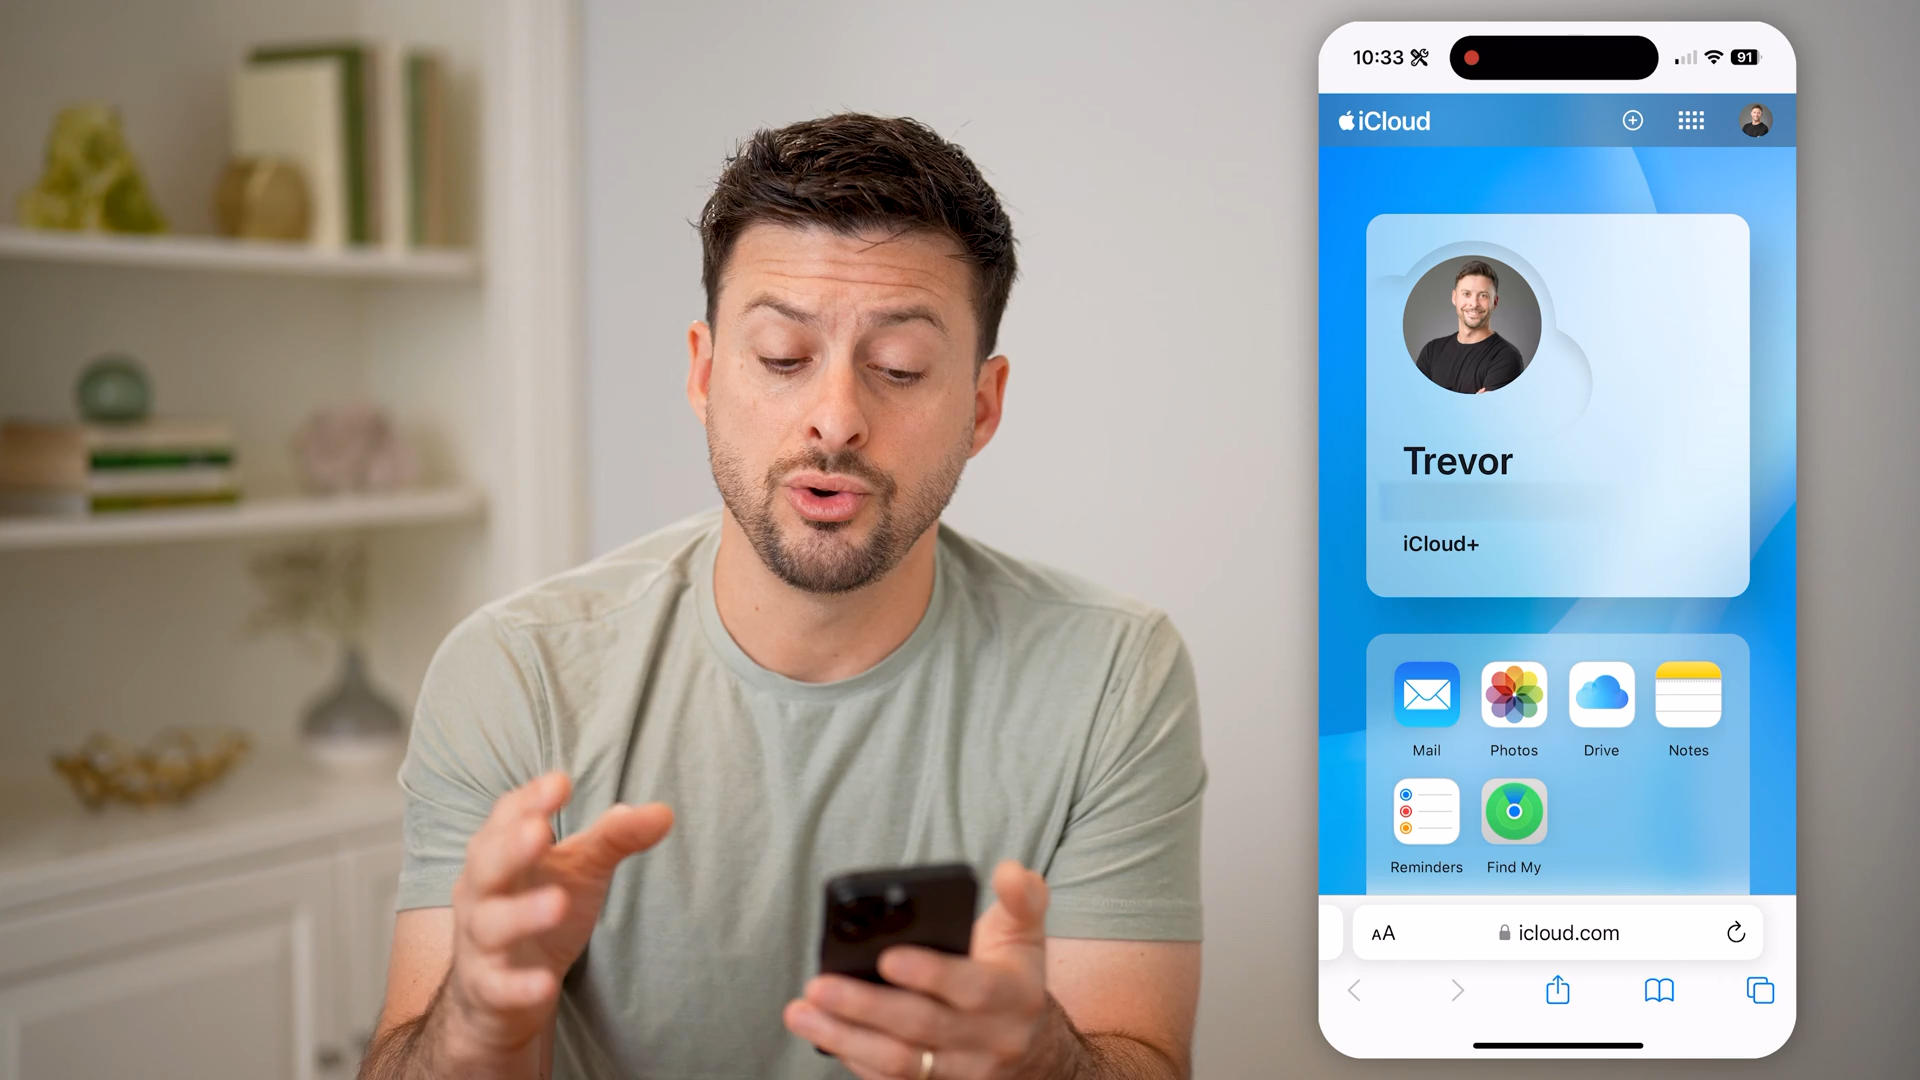 10:33
91
iCloud
Trevor
iCloud+
Mail
Photos
Drive
Notes
Reminders
Find My
AA
icloud.com